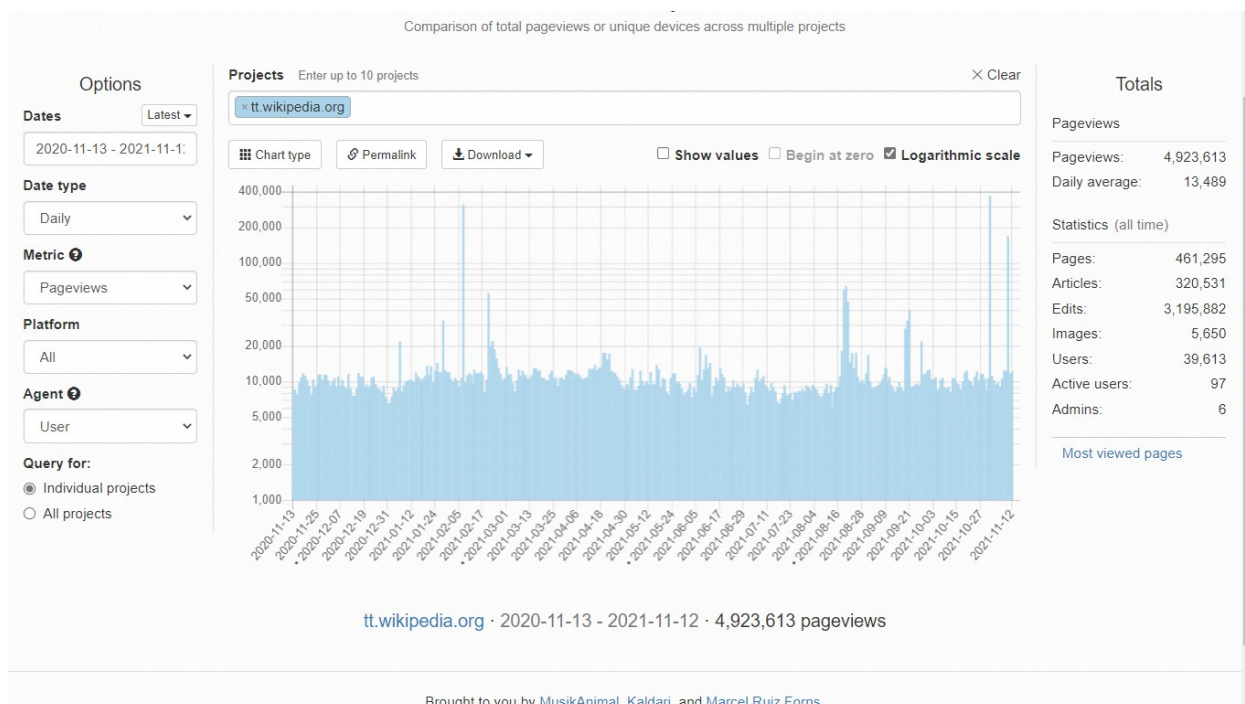 Comparison of total pageviews or unique devices across multiple projects
Options
Dates
Latest
2020-11-13 - 2021-11-1
Date type
Daily
Metric
Pageviews
Platform
All
Agent
User
Query for:
Individual projects
All projects
Projects Enter up to 10 projects
× Clear
× tt.wikipedia.org
Chart type
Permalink
Download
Show values
Begin at zero
Logarithmic scale
400,000
200,000
100,000
50,000
20,000
10,000
5,000
2,000
1,000
2020-11-13
2020-11-25
• 2020-12-07
2020-12-19
2020-12-31
2021-01-12
2021-01-24
2021-02-05
• 2021-02-17
2021-03-01
2021-03-13
2021-03-25
2021-04-06
2021-04-18
2021-04-30
• 2021-05-12
2021-05-24
2021-06-05
2021-06-17
2021-06-29
2021-07-11
2021-07-23
• 2021-08-04
2021-08-16
2021-08-28
2021-09-09
2021-09-21
2021-10-03
2021-10-15
2021-10-27
2021-11-12
tt.wikipedia.org · 2020-11-13 - 2021-11-12 · 4,923,613 pageviews
Totals
Pageviews
Pageviews: 4,923,613
Daily average: 13,489
Statistics (all time)
Pages: 461,295
Articles: 320,531
Edits: 3,195,882
Images: 5,650
Users: 39,613
Active users: 97
Admins: 6
Most viewed pages
Brought to you by MusikAnimal, Kaldari, and Marcel Ruiz Forns